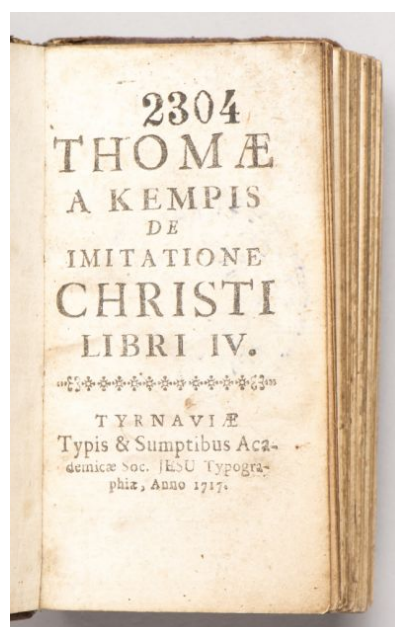 2304
THOMÆ
A KEMPIS
DE
IMITATIONE
CHRISTI
LIBRI IV.
TYRNAVIÆ
Typis & Sumptibus Aca-
demicæ Soc. JESU Typogra-
phiæ, Anno 1717.